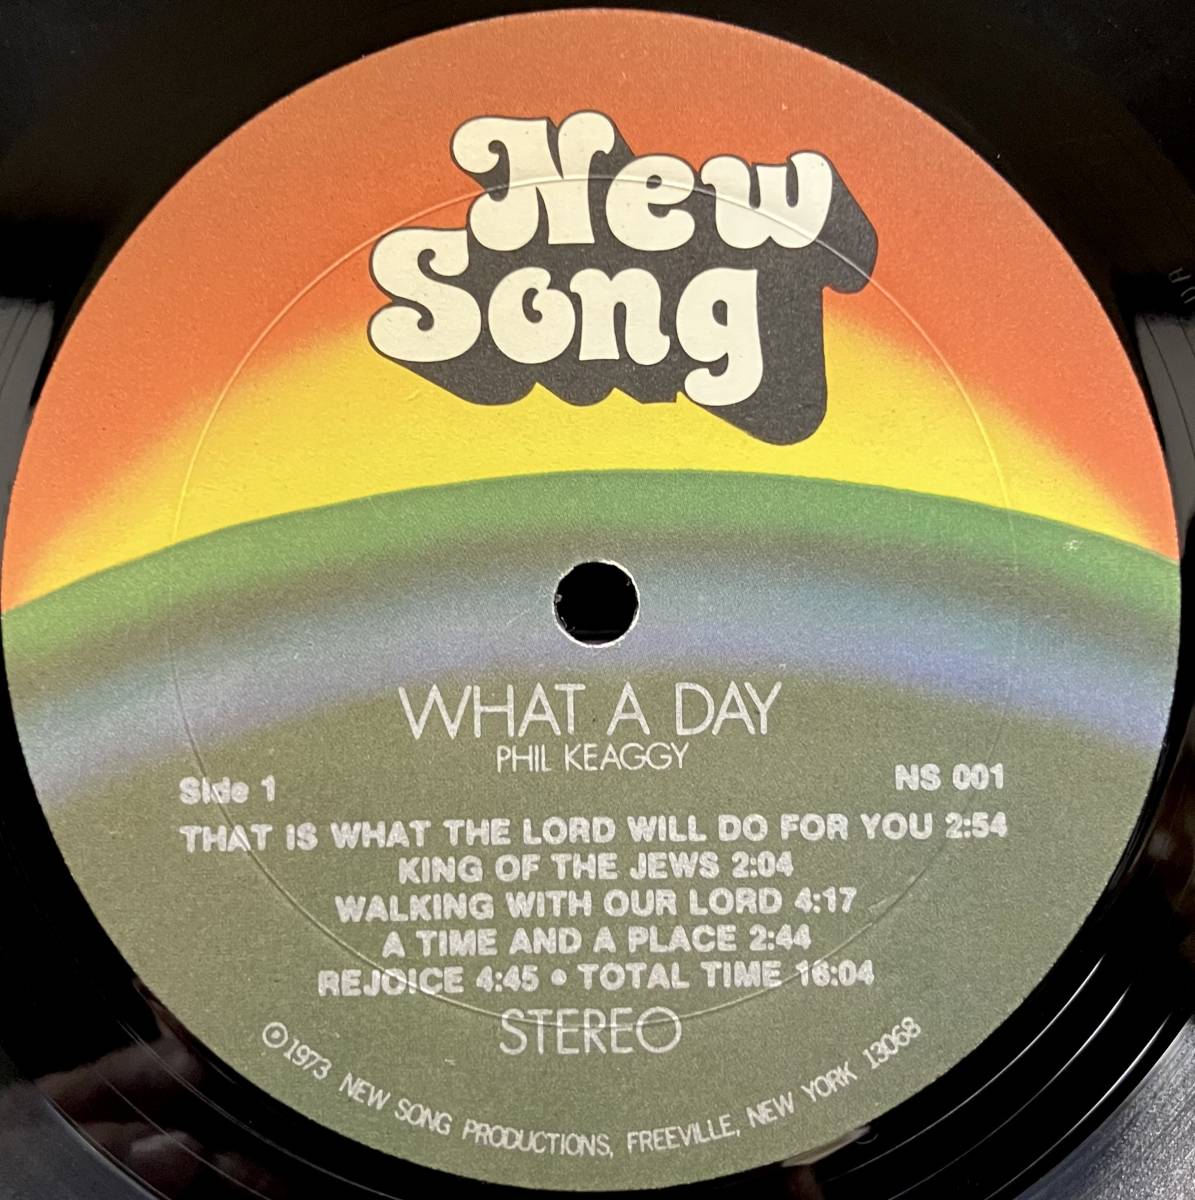 New
Song
WHAT A DAY
PHIL KEAGGY
Side 1
NS 001
THAT IS WHAT THE LORD WILL DO FOR YOU 2:54
KING OF THE JEWS 2:04
WALKING WITH OUR LORD 4:17
A TIME AND A PLACE 2:44
REJOICE 4:45 • TOTAL TIME 16:04
STEREO
℗1973 NEW SONG PRODUCTIONS, FREEVILLE, NEW YORK 13068